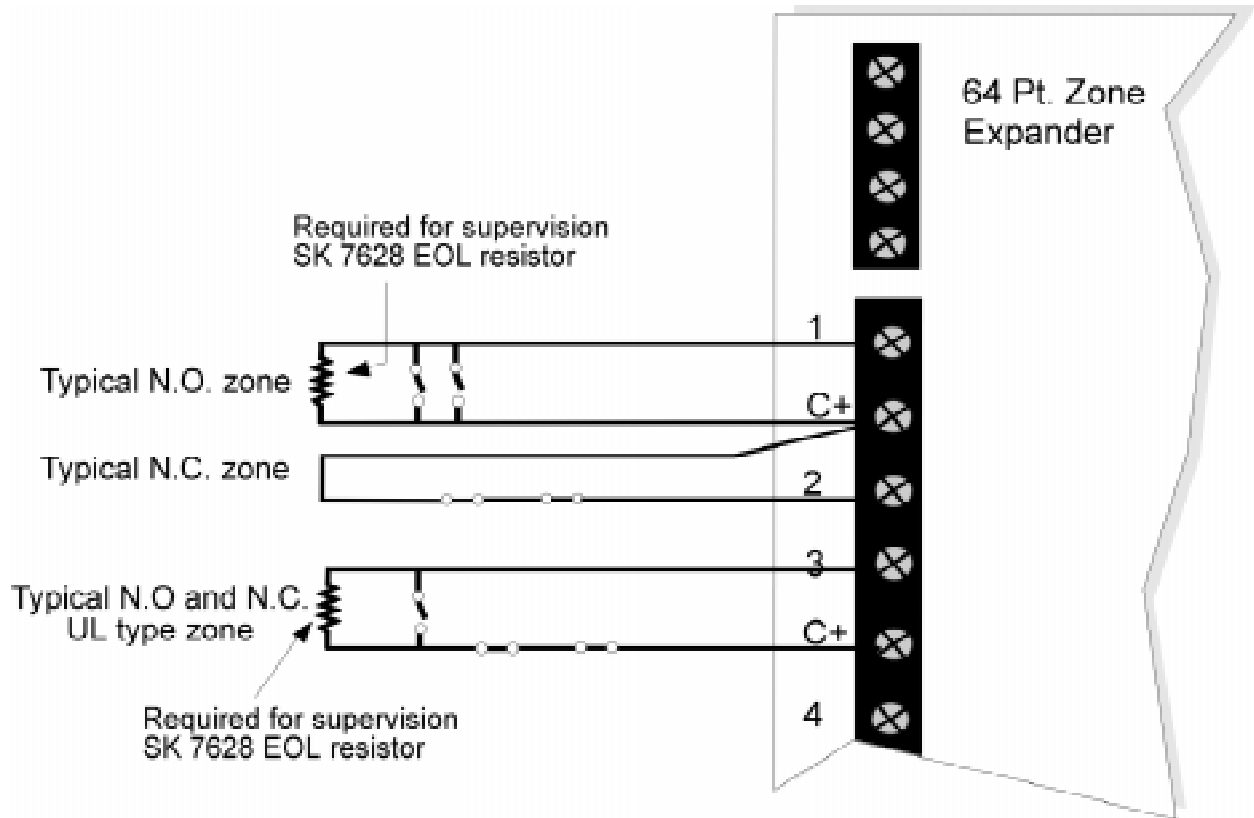 64 Pt. Zone
Expander
Required for supervision
SK 7628 EOL resistor
1
Typical N.O. zone
C+
Typical N.C. zone
2
3
Typical N.O and N.C.
UL type zone
C+
Required for supervision
SK 7628 EOL resistor
4